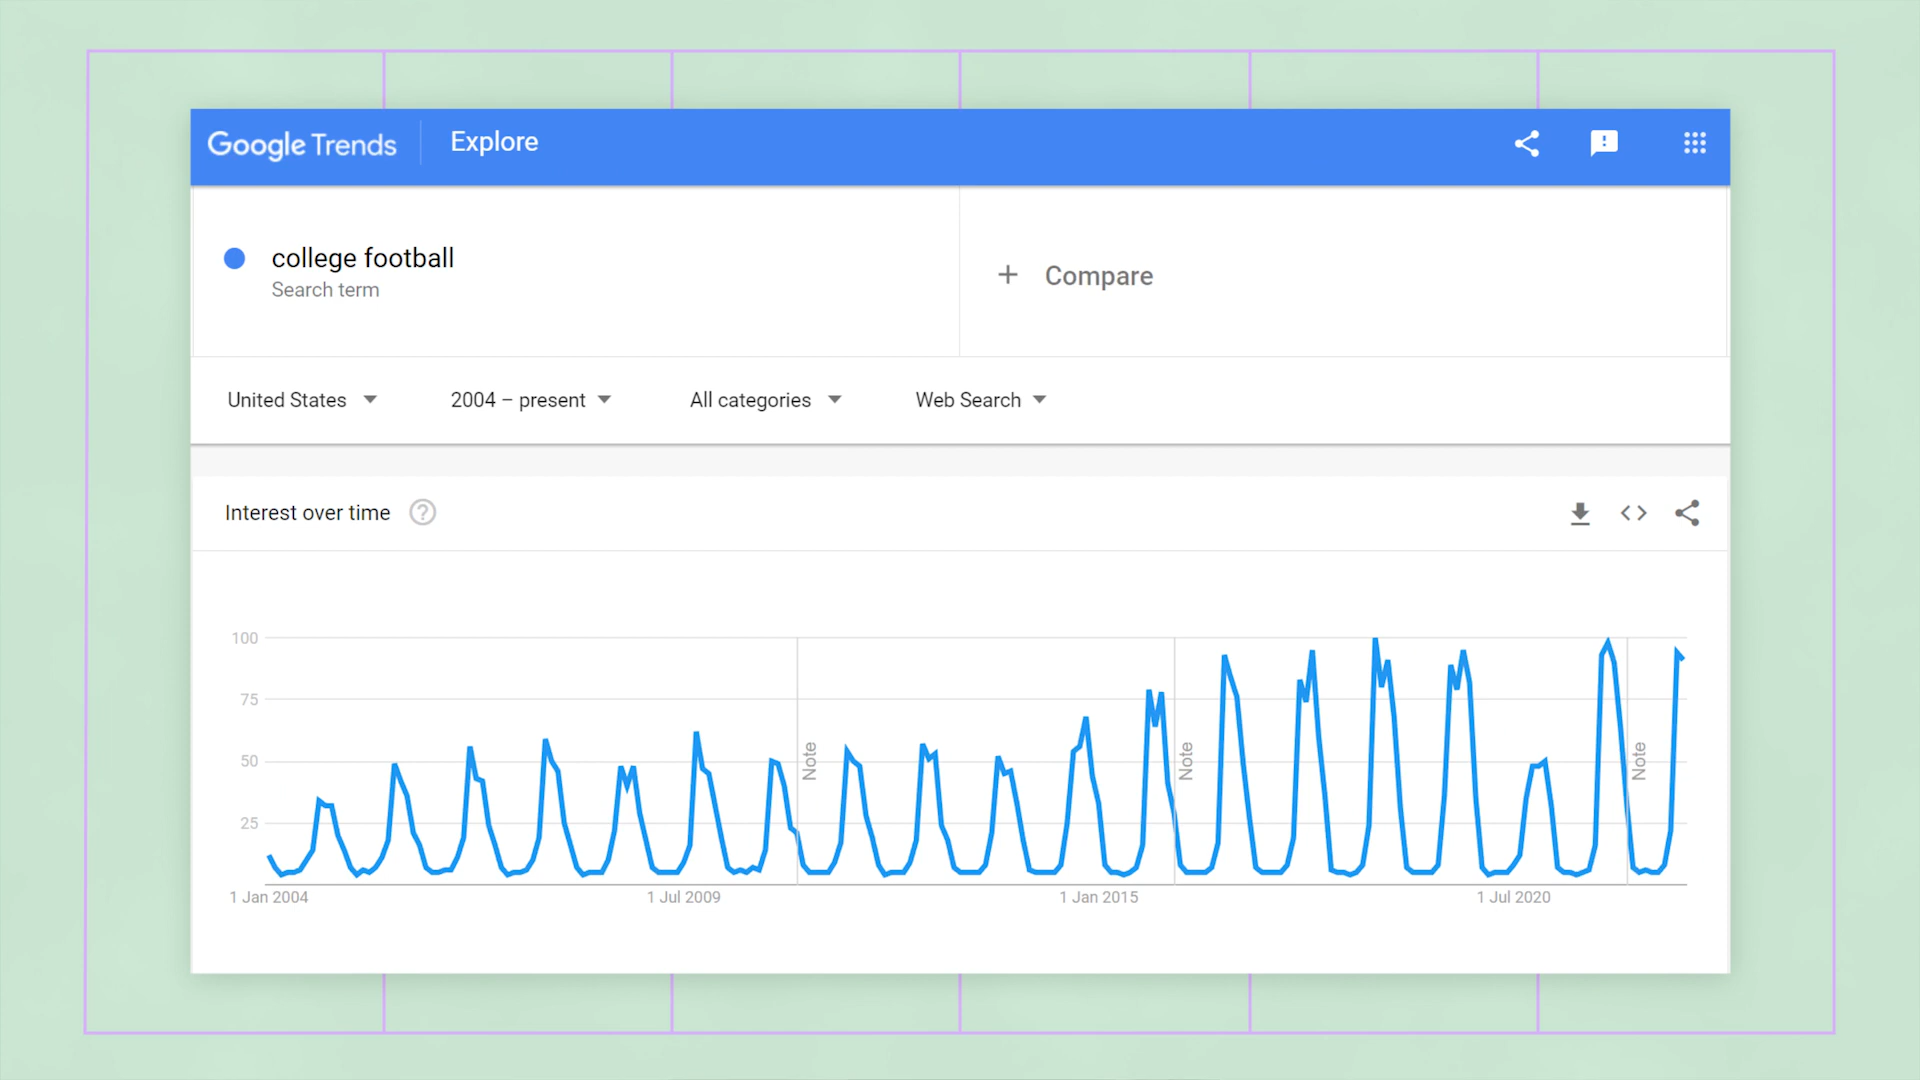 Google Trends
Explore
college football
Search term
+ Compare
United States
2004 – present
All categories
Web Search
Interest over time ?
100
75
50
25
Note
Note
Note
1 Jan 2004
1 Jul 2009
1 Jan 2015
1 Jul 2020